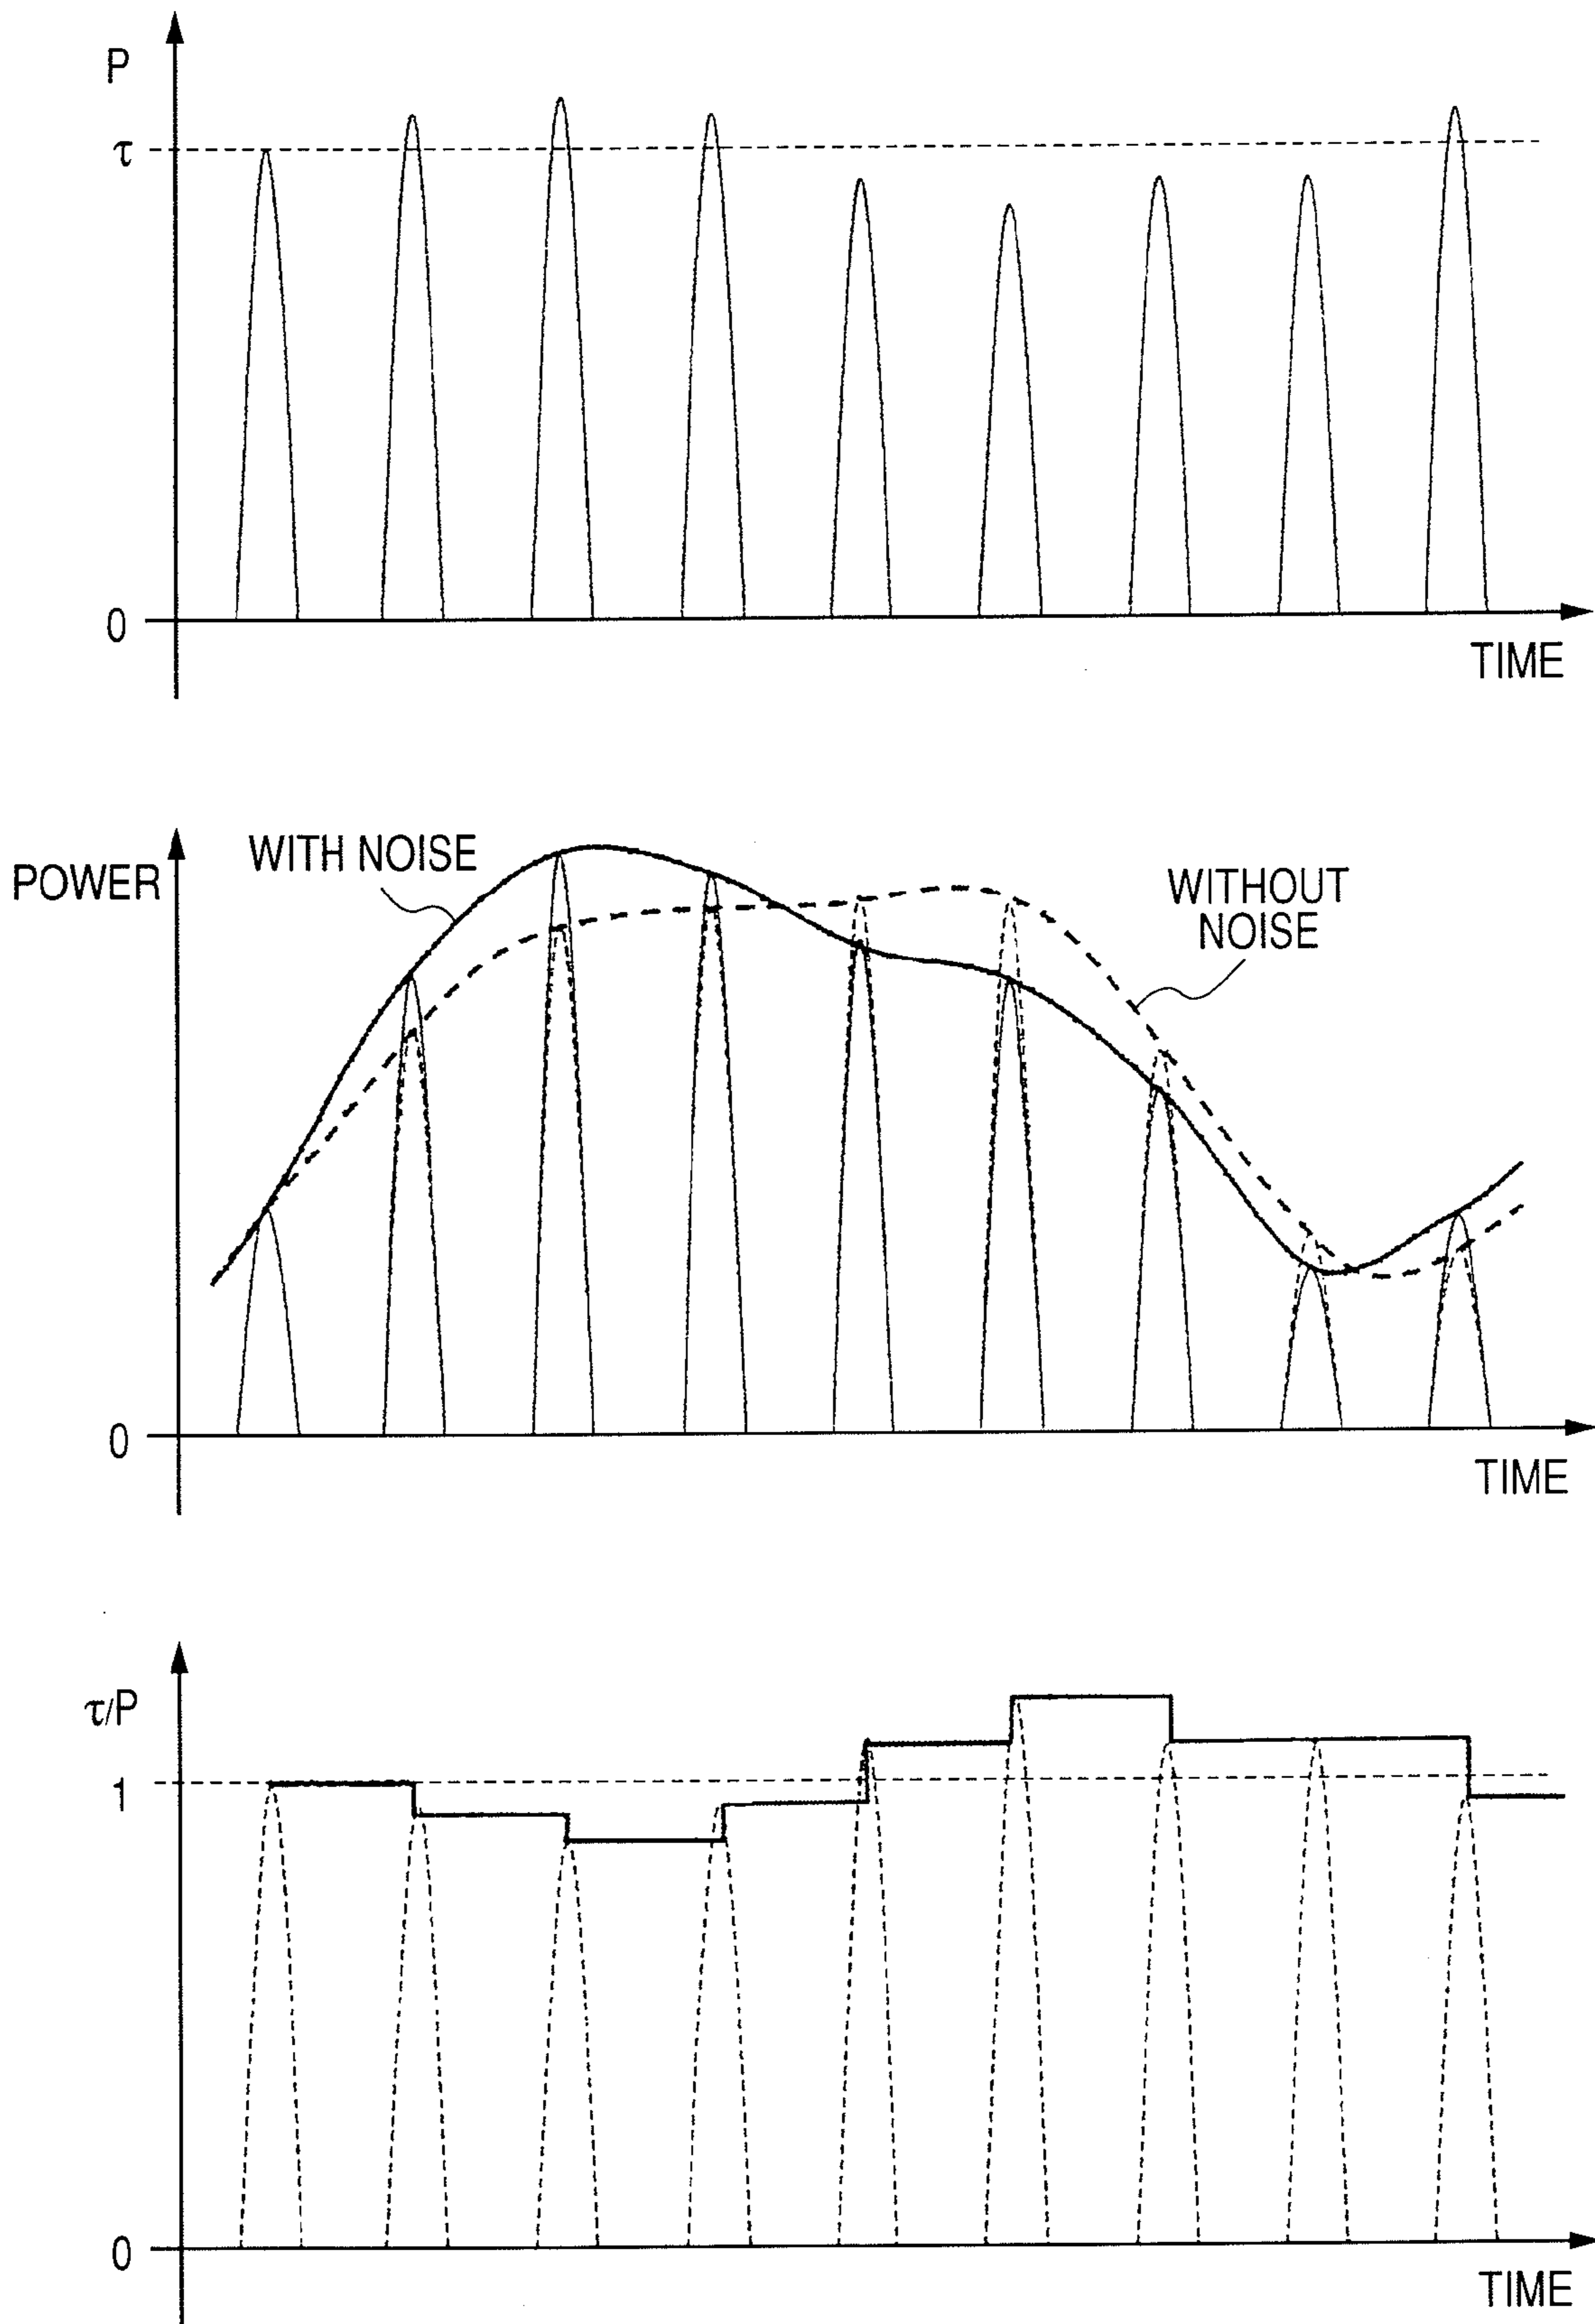 P
τ
0
TIME
WITH NOISE
POWER
WITHOUT
NOISE
0
TIME
τ/P
1
0
TIME